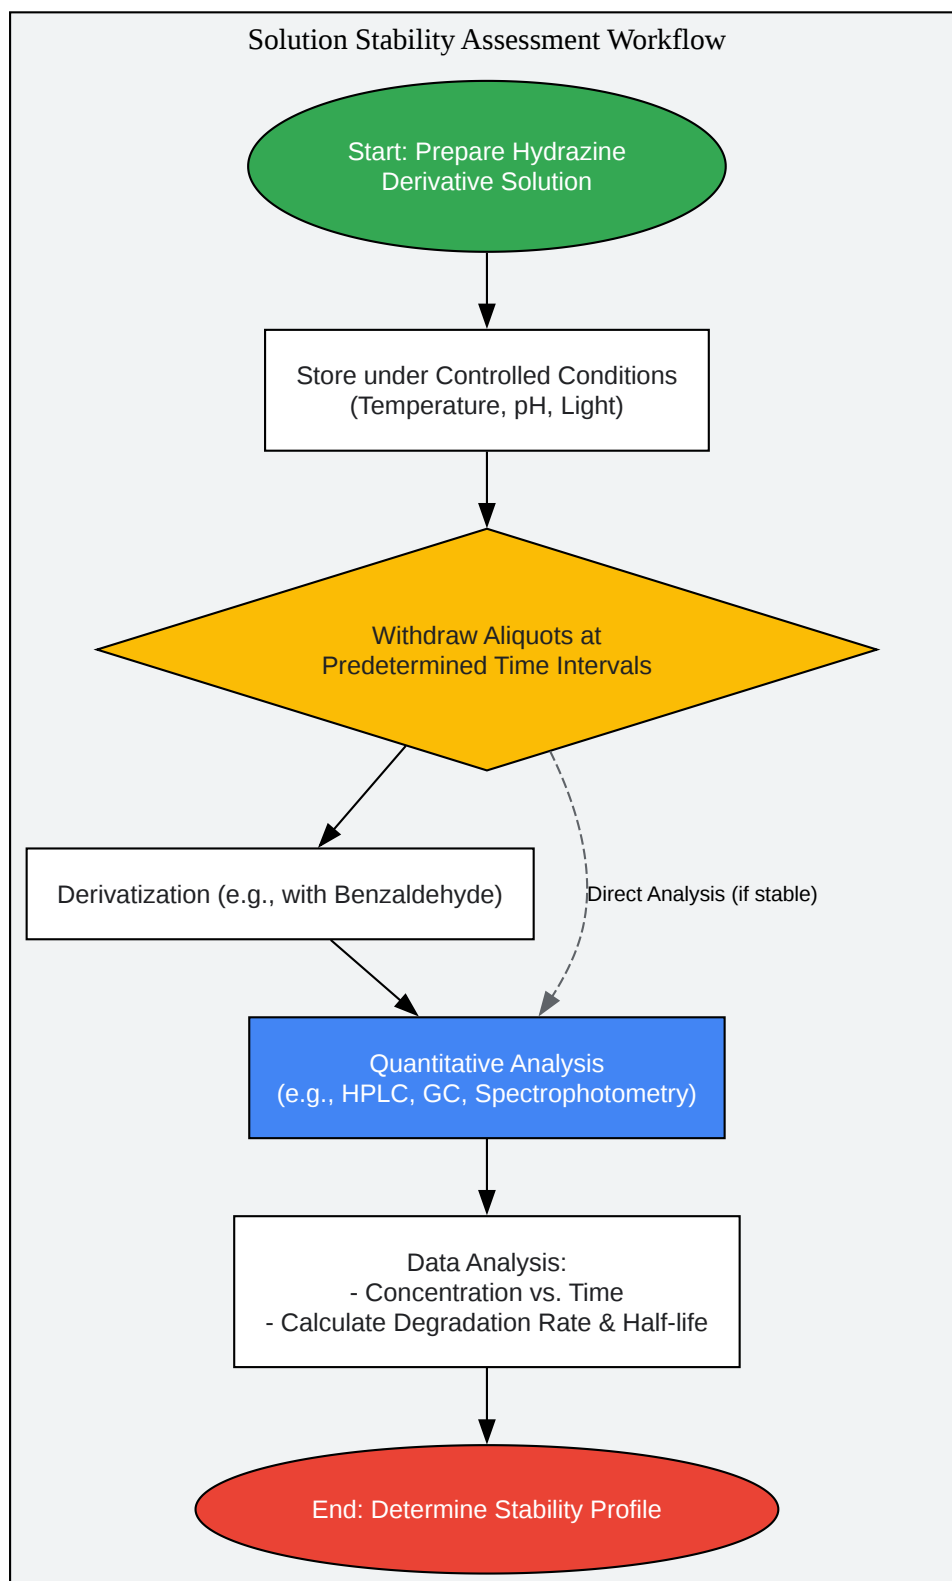 Solution Stability Assessment Workflow
Start: Prepare Hydrazine
Derivative Solution
Store under Controlled Conditions
(Temperature, pH, Light)
Withdraw Aliquots at
Predetermined Time Intervals
Derivatization (e.g., with Benzaldehyde)
Direct Analysis (if stable)
Quantitative Analysis
(e.g., HPLC, GC, Spectrophotometry)
Data Analysis:
- Concentration vs. Time
- Calculate Degradation Rate & Half-life
End: Determine Stability Profile